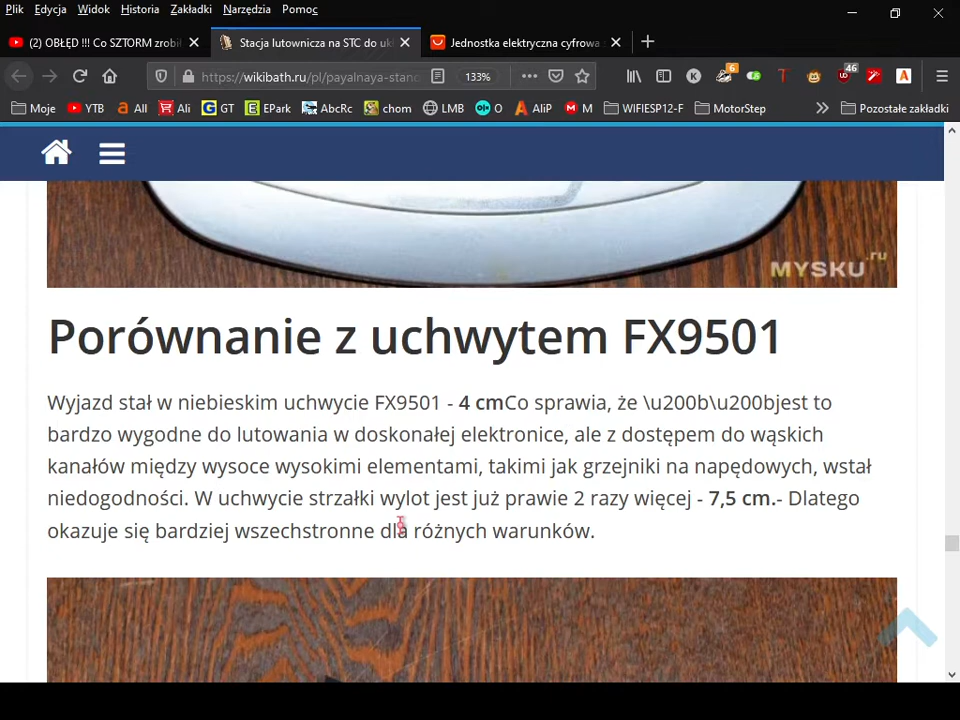 Plik Edycja Widok Historia Zakładki Narzędzia Pomoc
(2) OBŁĘD !!! Co SZTORM zrobi
Stacja lutownicza na STC do ukł
Jednostka elektryczna cyfrowa
https://wikibath.ru/pl/payalnaya-stanc
133%
K
6
T
46
A
Moje YTB All Ali GT EPark AbcRc chom LMB O AliP M WIFIESP12-F MotorStep Pozostałe zakładki
MYSKU.ru
Porównanie z uchwytem FX9501
Wyjazd stał w niebieskim uchwycie FX9501 - 4 cmCo sprawia, że \u200b\u200bjest to
bardzo wygodne do lutowania w doskonałej elektronice, ale z dostępem do wąskich
kanałów między wysoce wysokimi elementami, takimi jak grzejniki na napędowych, wstał
niedogodności. W uchwycie strzałki wylot jest już prawie 2 razy więcej - 7,5 cm.- Dlatego
okazuje się bardziej wszechstronne dla różnych warunków.